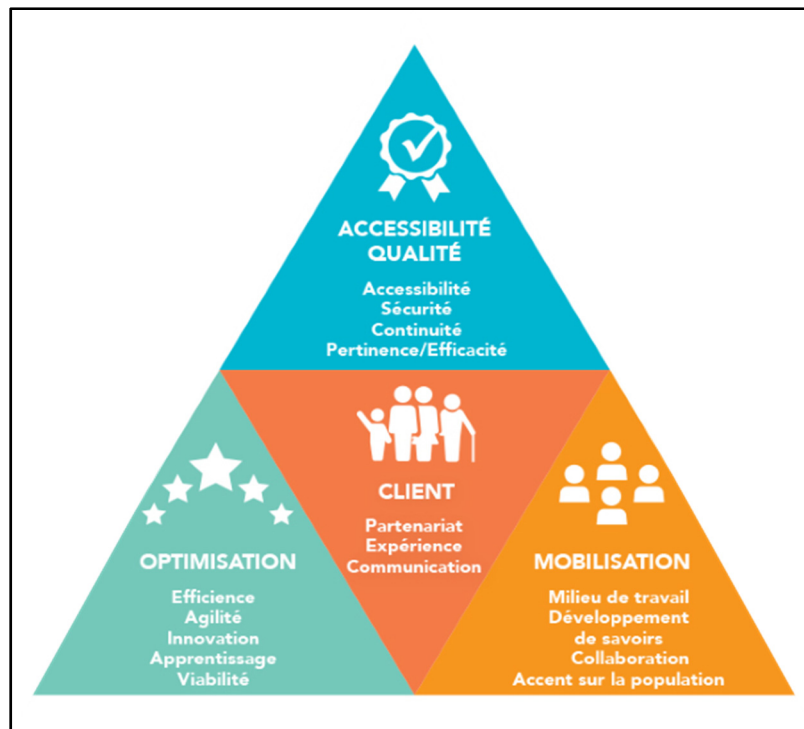 ACCESSIBILITÉ
QUALITÉ
Accessibilité
Sécurité
Continuité
Pertinence/Efficacité
CLIENT
Partenariat
Expérience
Communication
OPTIMISATION
Efficience
Agilité
Innovation
Apprentissage
Viabilité
MOBILISATION
Milieu de travail
Développement
de savoirs
Collaboration
Accent sur la population